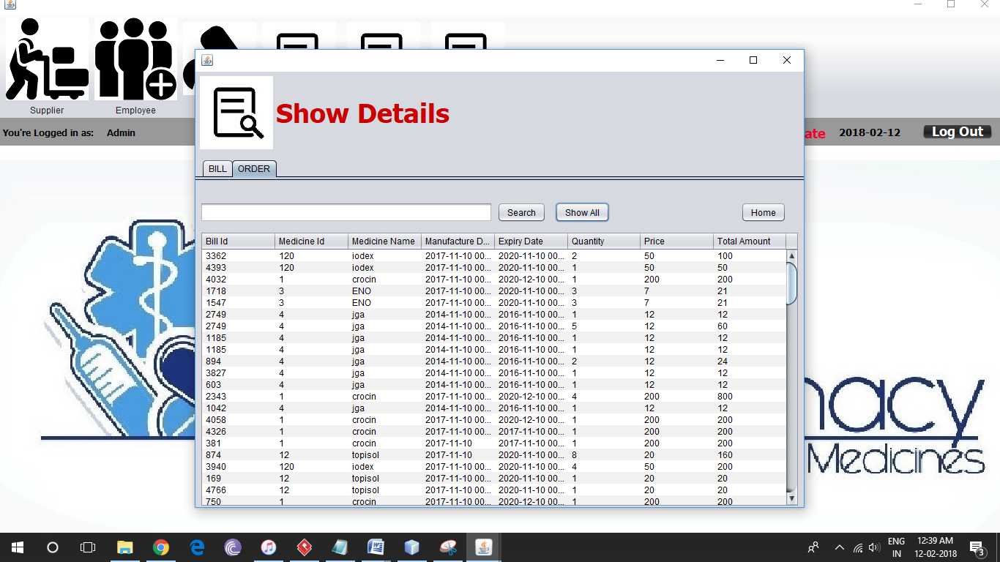 Supplier Employee
You're Logged in as: Admin
ate 2018-02-12 Log Out
Show Details
BILL ORDER
Search Show All Home
Bill Id Medicine Id Medicine Name Manufacture D... Expiry Date Quantity Price Total Amount
3362 120 iodex 2017-11-10 00... 2020-11-10 00... 2 50 100
4393 120 iodex 2017-11-10 00... 2020-11-10 00... 1 50 50
4032 1 crocin 2017-11-10 00... 2020-12-10 00... 1 200 200
1718 3 ENO 2017-11-10 00... 2020-11-10 00... 3 7 21
1547 3 ENO 2017-11-10 00... 2020-11-10 00... 3 7 21
2749 4 jga 2014-11-10 00... 2016-11-10 00... 1 12 12
2749 4 jga 2014-11-10 00... 2016-11-10 00... 5 12 60
1185 4 jga 2014-11-10 00... 2016-11-10 00... 1 12 12
1185 4 jga 2014-11-10 00... 2016-11-10 00... 1 12 12
894 4 jga 2014-11-10 00... 2016-11-10 00... 2 12 24
3827 4 jga 2014-11-10 00... 2016-11-10 00... 1 12 12
603 4 jga 2014-11-10 00... 2016-11-10 00... 1 12 12
2343 1 crocin 2017-11-10 00... 2020-12-10 00... 4 200 800
1042 4 jga 2014-11-10 00... 2016-11-10 00... 1 12 12
4058 1 crocin 2017-11-10 00... 2020-12-10 00... 1 200 200
4326 1 crocin 2017-11-10 00... 2017-11-10 00... 1 200 200
381 1 crocin 2017-11-10 2017-11-10 00... 1 200 200
874 12 topisol 2017-11-10 2020-11-10 00... 8 20 160
3940 120 iodex 2017-11-10 00... 2020-11-10 00... 4 50 200
169 12 topisol 2017-11-10 00... 2020-11-10 00... 1 20 20
4766 12 topisol 2017-11-10 00... 2020-11-10 00... 1 20 20
750 1 crocin 2017-11-10 00... 2020-12-10 00... 1 200 200
macy
Medicines
ENG 12:39 AM
IN 12-02-2018 3